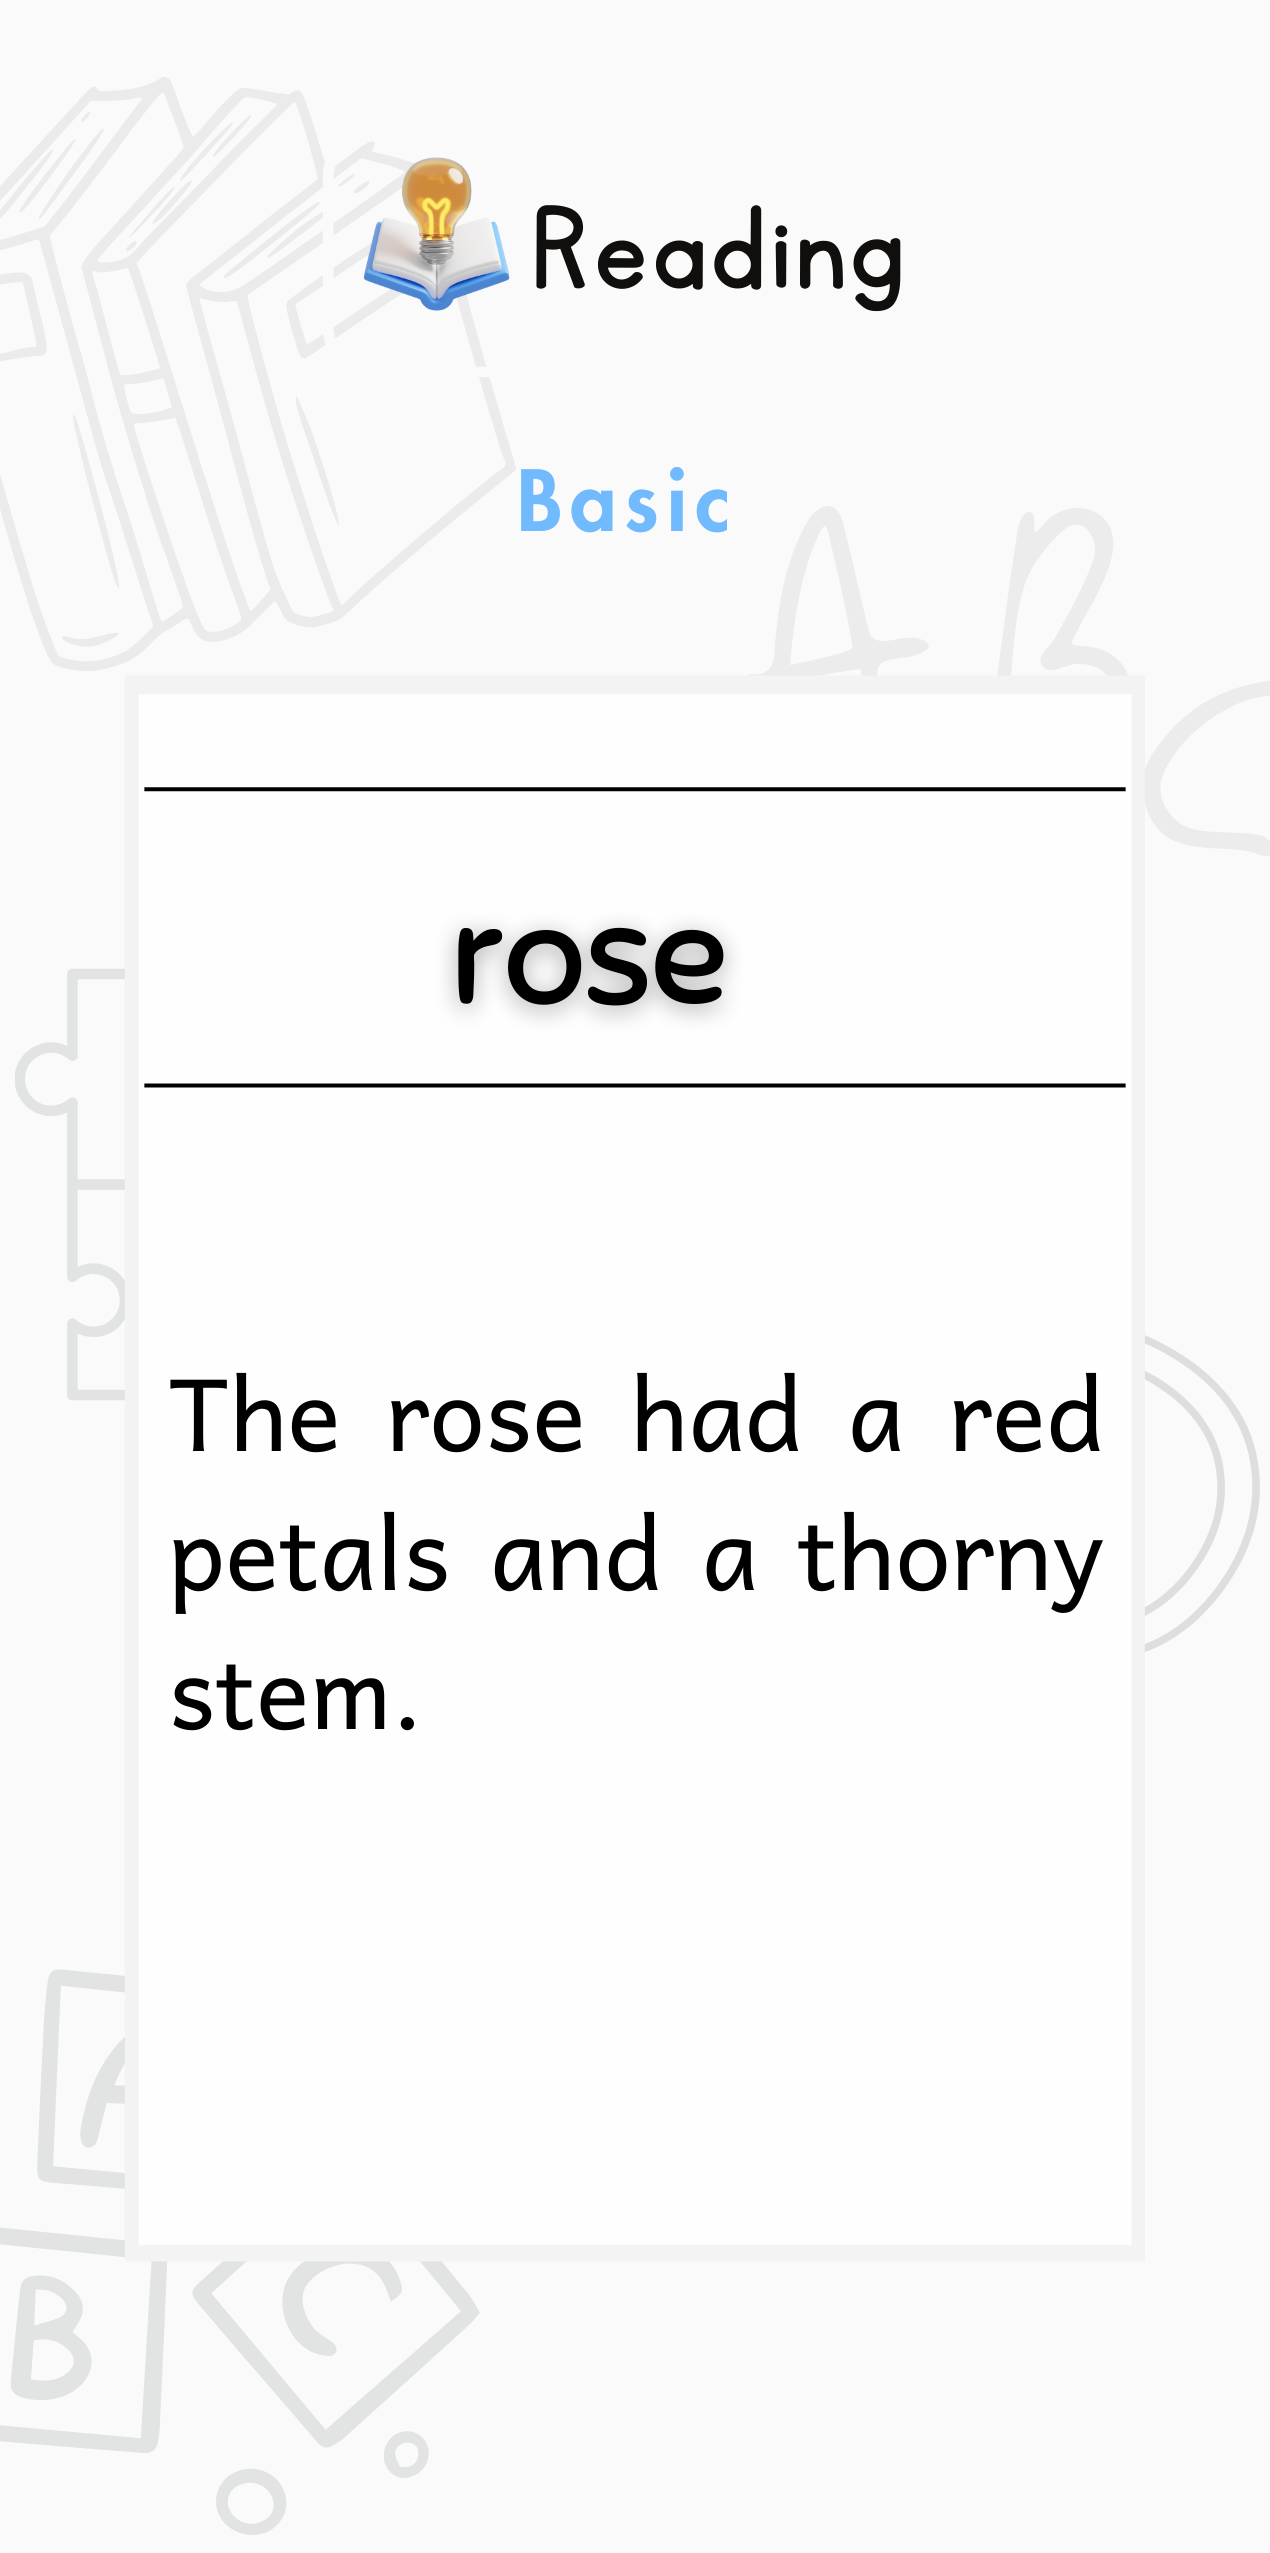 Reading
Basic
A B
rose
The rose had a red
petals and a thorny
stem.
A
B
C